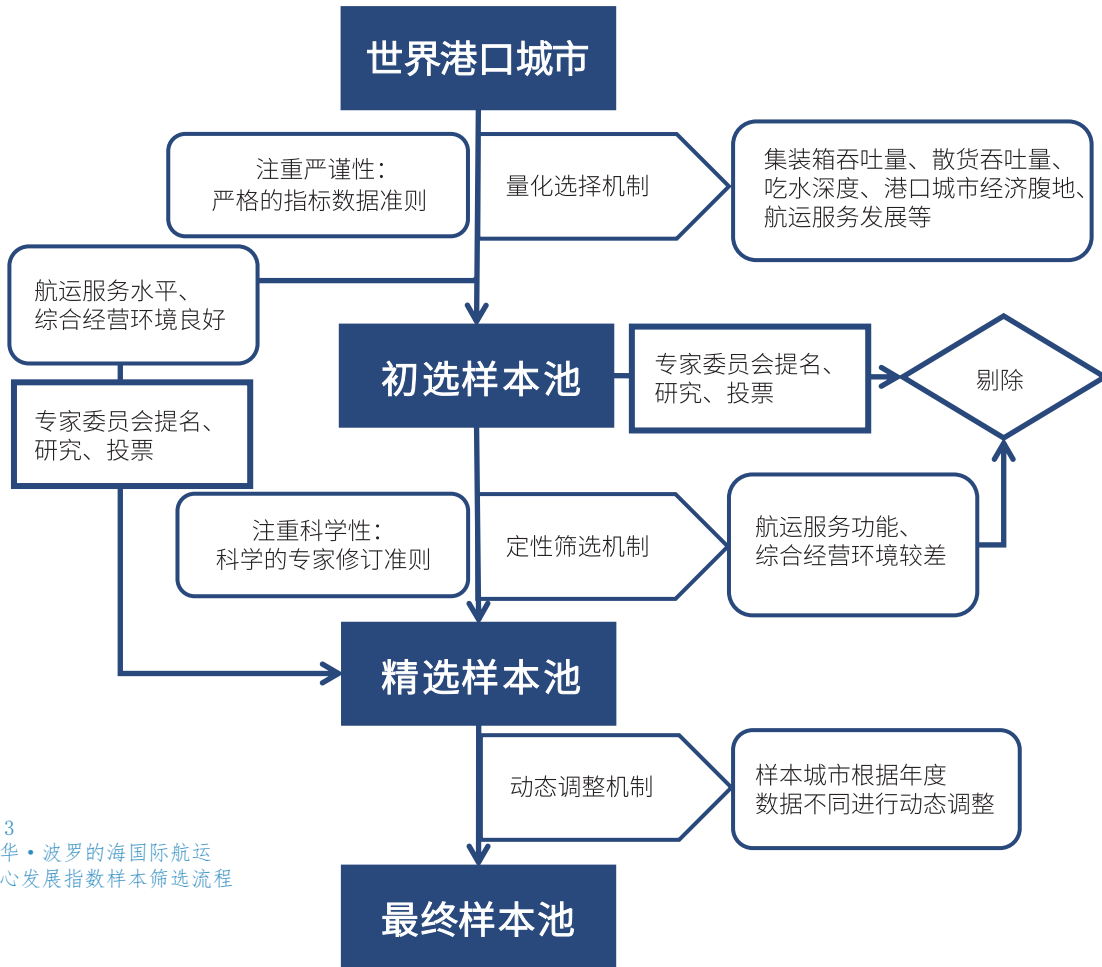 世界港口城市
注重严谨性：
严格的指标数据准则
量化选择机制
集装箱吞吐量、散货吞吐量、
吃水深度、港口城市经济腹地、
航运服务发展等
航运服务水平、
综合经营环境良好
初选样本池
专家委员会提名、
研究、投票
剔除
专家委员会提名、
研究、投票
注重科学性：
科学的专家修订准则
定性筛选机制
航运服务功能、
综合经营环境较差
精选样本池
动态调整机制
样本城市根据年度
数据不同进行动态调整
3
华·波罗的海国际航运
心发展指数样本筛选流程
最终样本池